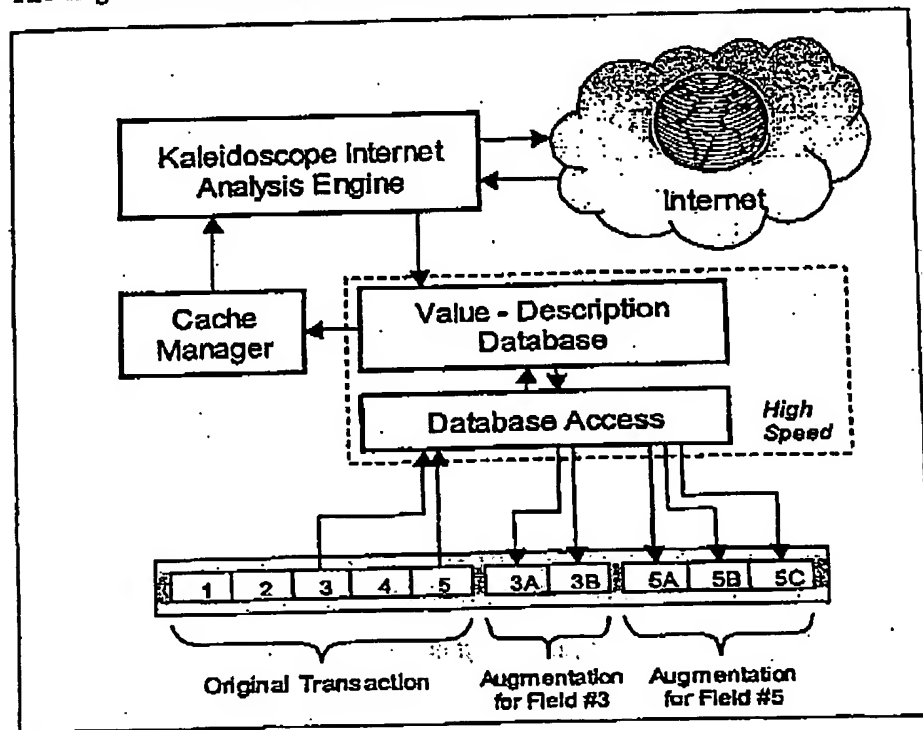 Kaleidoscope Internet
Analysis Engine
Internet
Cache
Manager
Value - Description
Database
Database Access
High
Speed
1 2 3 4 5 3A 3B 5A 5B 5C
Original Transaction
Augmentation
for Field #3
Augmentation
for Field #5